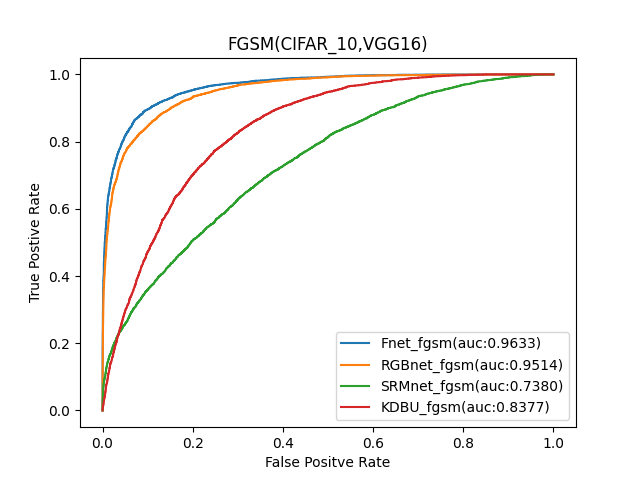 FGSM(CIFAR_10,VGG16)
True Postive Rate
1.0
0.8
0.6
0.4
0.2
0.0
Fnet_fgsm(auc:0.9633)
RGBnet_fgsm(auc:0.9514)
SRMnet_fgsm(auc:0.7380)
KDBU_fgsm(auc:0.8377)
0.0 0.2 0.4 0.6 0.8 1.0
False Positve Rate